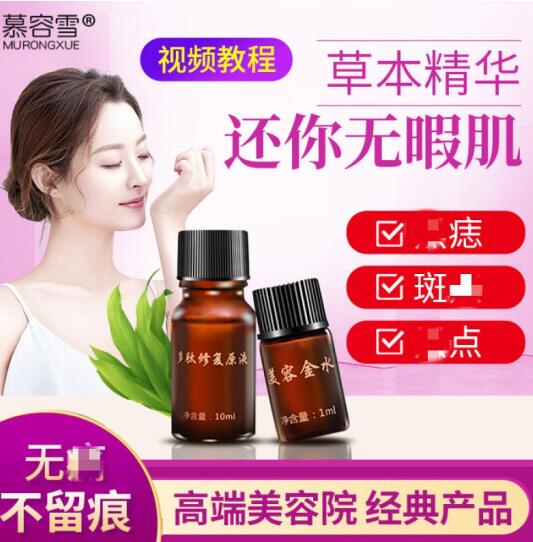 慕容雪®
MURONGXUE
视频教程
草本精华
还你无暇肌
痣
斑
点
多肽修复原液
净含量：10ml
美容金水
净含量：1ml
无
不留痕
高端美容院 经典产品